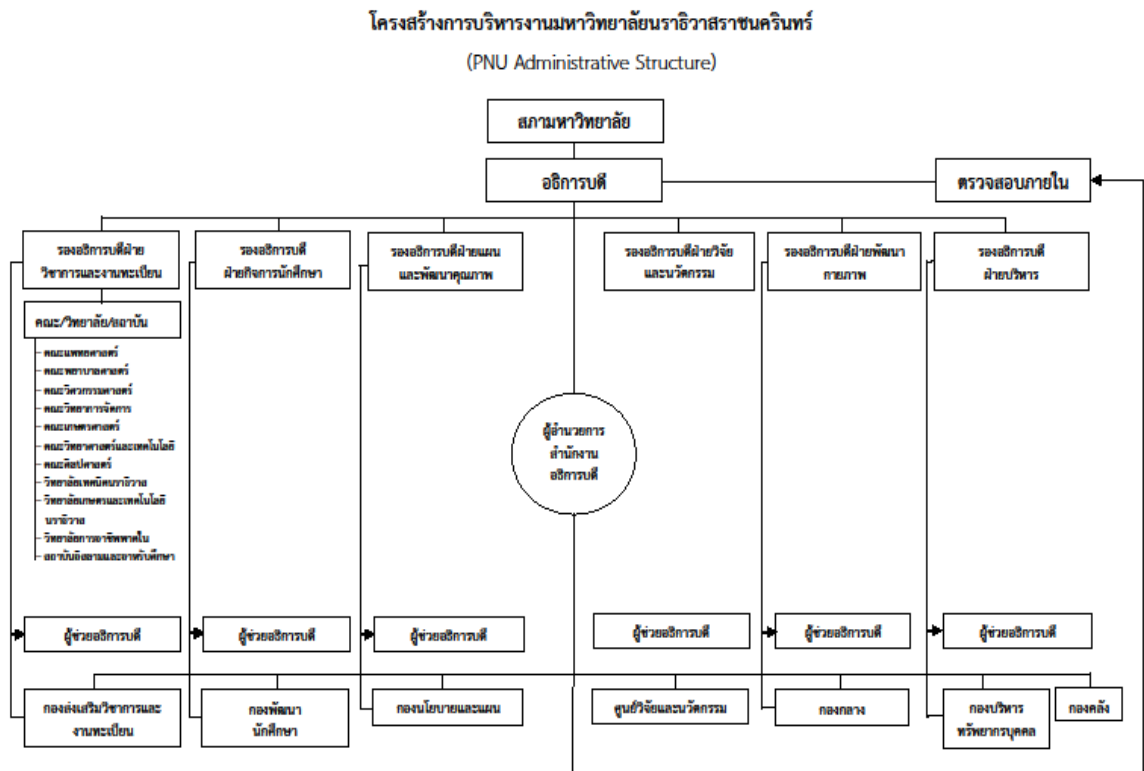 โครงสร้างการบริหารงานมหาวิทยาลัยนราธิวาสราชนครินทร์
(PNU Administrative Structure)
สภามหาวิทยาลัย
อธิการบดี
ตรวจสอบภายใน
รองอธิการบดีฝ่าย
วิชาการและงานทะเบียน
รองอธิการบดี
ฝ่ายกิจการนักศึกษา
รองอธิการบดีฝ่ายแผน
และพัฒนาคุณภาพ
รองอธิการบดีฝ่ายวิจัย
และนวัตกรรม
รองอธิการบดีฝ่ายพัฒนา
กายภาพ
รองอธิการบดี
ฝ่ายบริหาร
คณะ/วิทยาลัย/สถาบัน
คณะแพทยศาสตร์
คณะพยาบาลศาสตร์
คณะวิศวกรรมศาสตร์
คณะวิทยาการจัดการ
คณะเกษตรศาสตร์
คณะวิทยาศาสตร์และเทคโนโลยี
คณะศิลปศาสตร์
วิทยาลัยเทคนิคนราธิวาส
วิทยาลัยเกษตรและเทคโนโลยี
นราธิวาส
วิทยาลัยการอาชีพตากใบ
สถาบันอิสลามและอาหรับศึกษา
ผู้อำนวยการ
สำนักงาน
อธิการบดี
ผู้ช่วยอธิการบดี
ผู้ช่วยอธิการบดี
ผู้ช่วยอธิการบดี
ผู้ช่วยอธิการบดี
ผู้ช่วยอธิการบดี
ผู้ช่วยอธิการบดี
กองส่งเสริมวิชาการและ
งานทะเบียน
กองพัฒนา
นักศึกษา
กองนโยบายและแผน
ศูนย์วิจัยและนวัตกรรม
กองกลาง
กองบริหาร
ทรัพยากรบุคคล
กองคลัง